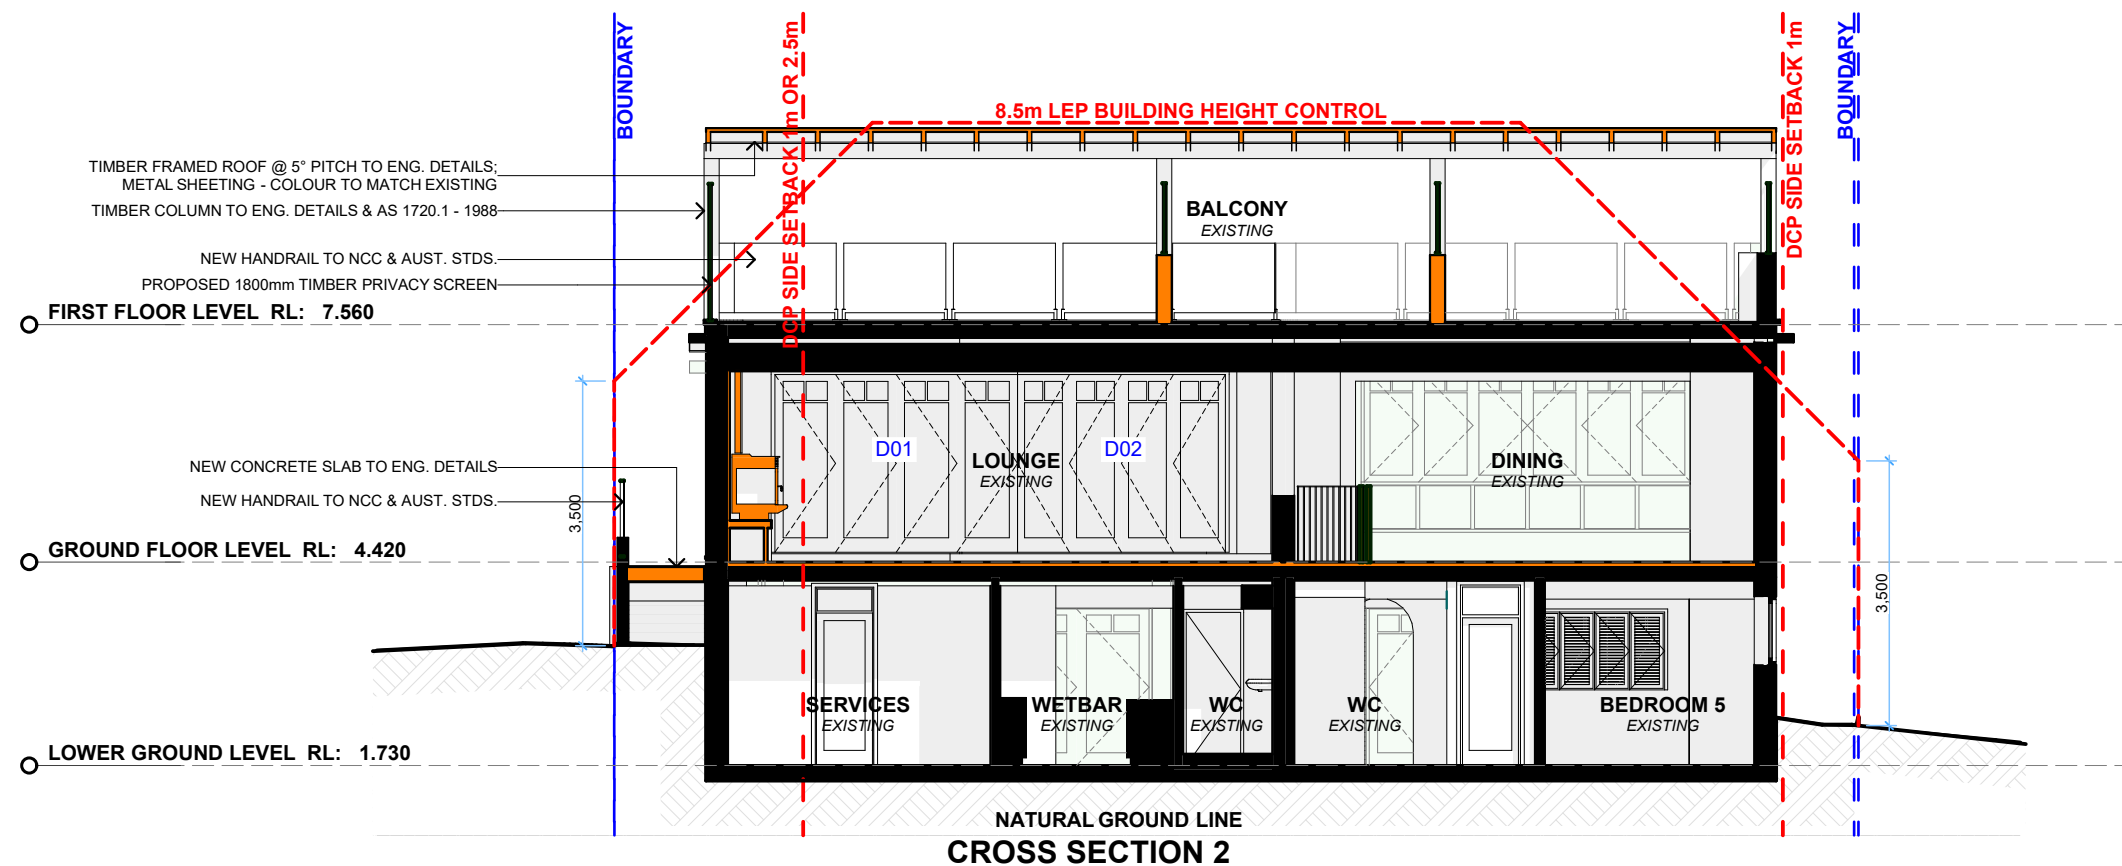 BOUNDARY
DCP SIDE SETBACK 1m OR 2.5m
8.5m LEP BUILDING HEIGHT CONTROL
DCP SIDE SETBACK 1m
BOUNDARY
TIMBER FRAMED ROOF @ 5° PITCH TO ENG. DETAILS;
METAL SHEETING - COLOUR TO MATCH EXISTING
TIMBER COLUMN TO ENG. DETAILS & AS 1720.1 - 1988
BALCONY
EXISTING
NEW HANDRAIL TO NCC & AUST. STDS.
PROPOSED 1800mm TIMBER PRIVACY SCREEN
FIRST FLOOR LEVEL RL: 7.560
D01
D02
LOUNGE
EXISTING
DINING
EXISTING
NEW CONCRETE SLAB TO ENG. DETAILS
NEW HANDRAIL TO NCC & AUST. STDS.
3,500
GROUND FLOOR LEVEL RL: 4.420
3,500
SERVICES
EXISTING
WETBAR
EXISTING
WC
EXISTING
WC
EXISTING
BEDROOM 5
EXISTING
LOWER GROUND LEVEL RL: 1.730
NATURAL GROUND LINE
CROSS SECTION 2